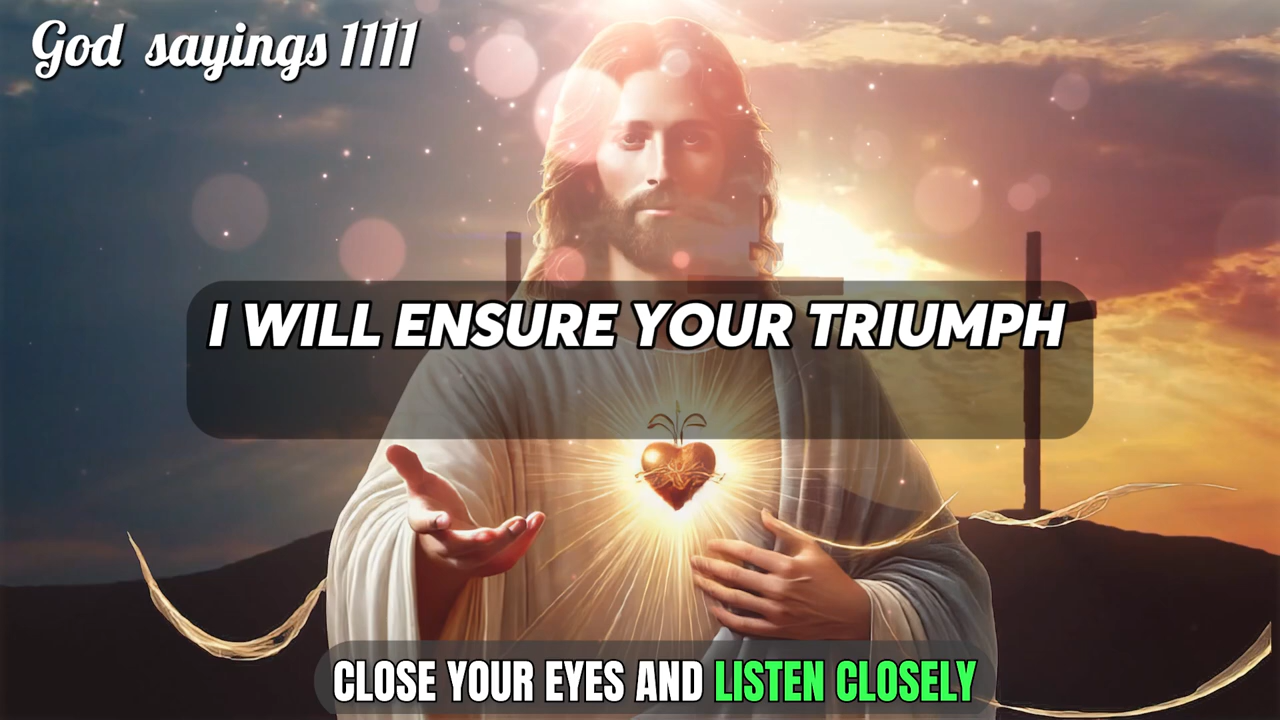 God sayings 1111
I WILL ENSURE YOUR TRIUMPH
CLOSE YOUR EYES AND LISTEN CLOSELY